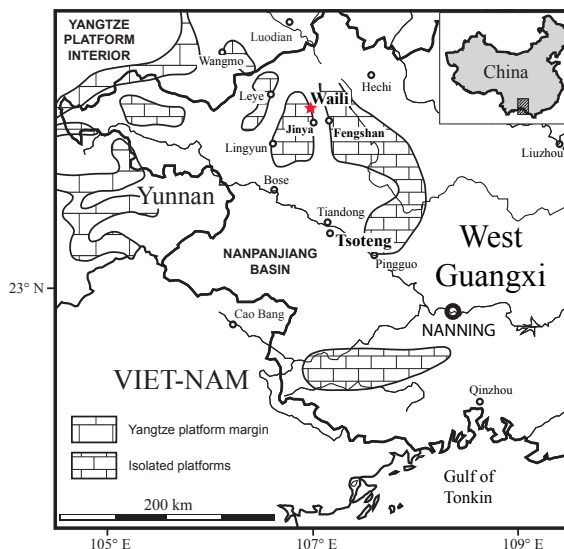 YANGTZE
PLATFORM
INTERIOR
Luodian
Wangmo
China
Hechi
Leye
Waili
Jinya
Fengshan
Lingyun
Liuzhou
Bose
Yunnan
Tiandong
Tsoteng
West
Guangxi
NANPANJIANG
BASIN
Pingguo
23° N
Cao Bang
NANNING
VIET-NAM
Qinzhou
Yangtze platform margin
Isolated platforms
Gulf of
Tonkin
200 km
105° E
107° E
109° E